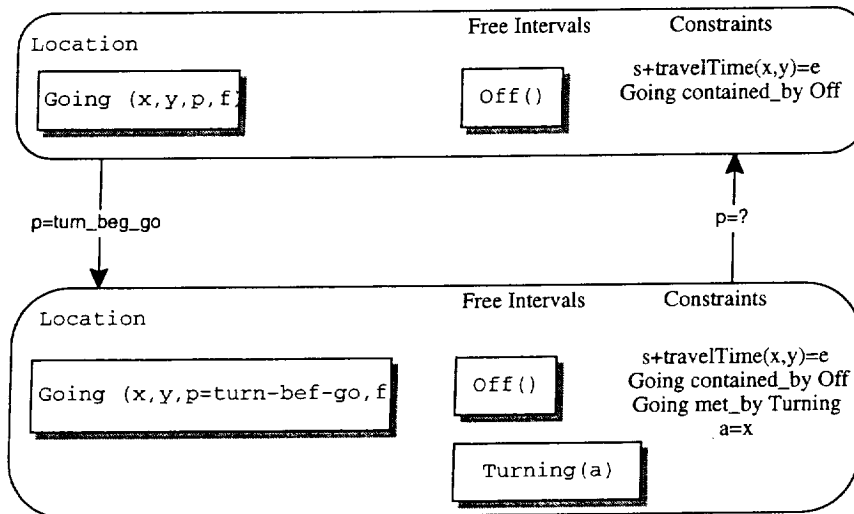 Free Intervals
Constraints
Location
s+travelTime(x,y)=e
Going contained_by Off
Going (x,y,p,f)
Off()
p=turn_beg_go
p=?
Free Intervals
Constraints
Location
s+travelTime(x,y)=e
Going contained_by Off
Going met_by Turning
a=x
Going (x,y,p=turn-bef-go,f
Off()
Turning(a)